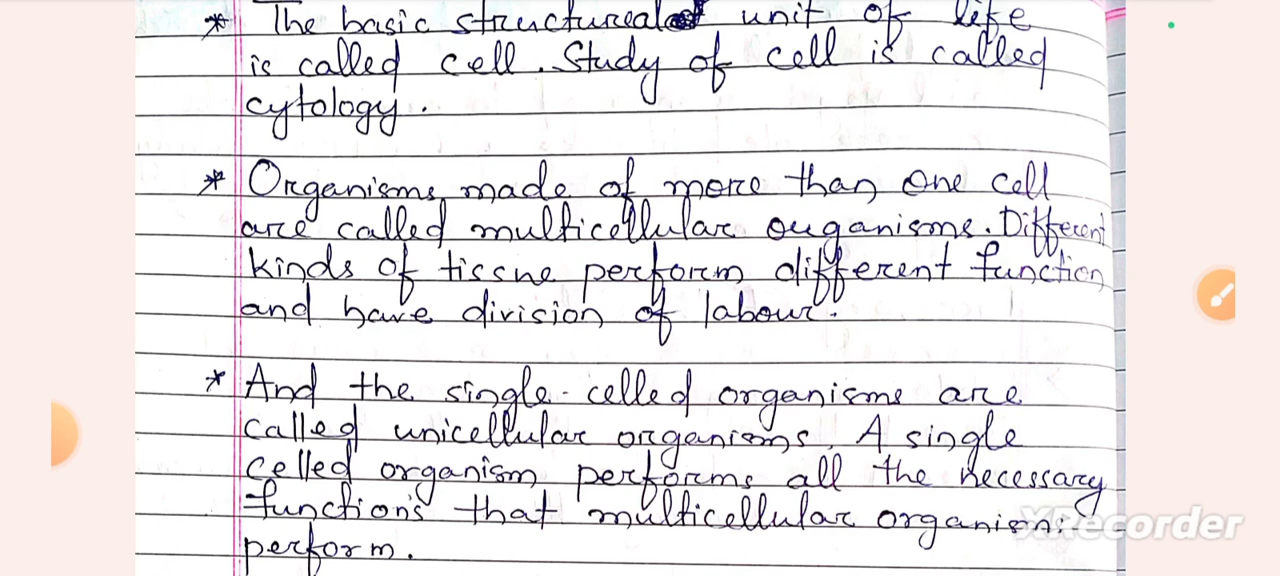 * The basic structural unit of life
is called cell. Study of cell is called
cytology.
* Organisms made of more than one cell
are called multicellular ouganisms. Different
kinds of tissue perform different function
and have division of labour.
* And the single-celled organisms are
called unicellular organisms. A single
celled organism performs all the necessary
functions that multicellular organisms
perform.
XRecorder